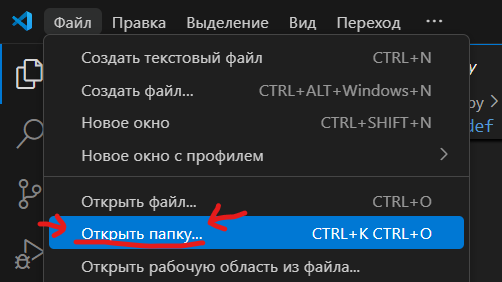 Файл Правка Выделение Вид Переход ...
Создать текстовый файл CTRL+N
Создать файл... CTRL+ALT+Windows+N
Новое окно CTRL+SHIFT+N
Новое окно с профилем
Открыть файл... CTRL+O
Открыть папку... CTRL+K CTRL+O
Открыть рабочую область из файла...
y
py
def